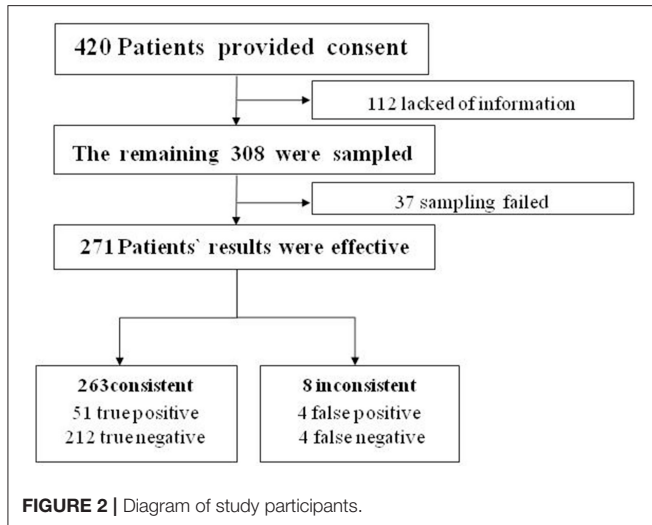 420 Patients provided consent
112 lacked of information
The remaining 308 were sampled
37 sampling failed
271 Patients` results were effective
263consistent
51 true positive
212 true negative
8 inconsistent
4 false positive
4 false negative
FIGURE 2 | Diagram of study participants.